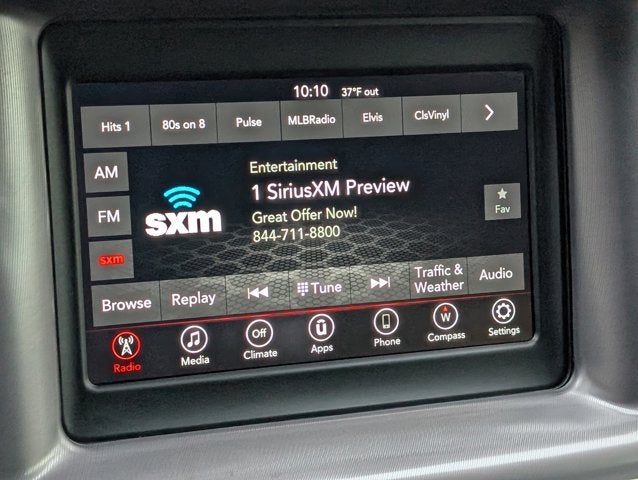 10:10 37°F out
Hits 1 80s on 8 Pulse MLBRadio Elvis ClsVinyl
AM
Entertainment
1 SiriusXM Preview
FM
sxm
Great Offer Now!
Fav
844-711-8800
sxm
Browse Replay Tune Traffic & Weather Audio
Off
W
Radio Media Climate Apps Phone Compass Settings